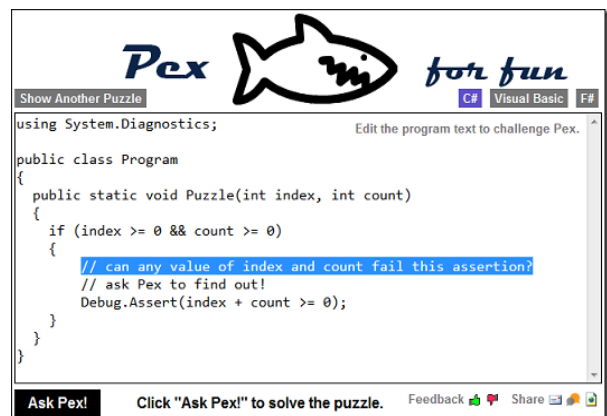 Pex for fun
Show Another Puzzle C# Visual Basic F#
using System.Diagnostics;
Edit the program text to challenge Pex.
public class Program
{
  public static void Puzzle(int index, int count)
  {
    if (index >= 0 && count >= 0)
    {
        // can any value of index and count fail this assertion?
        // ask Pex to find out!
        Debug.Assert(index + count >= 0);
    }
  }
}
Ask Pex! Click "Ask Pex!" to solve the puzzle. Feedback Share